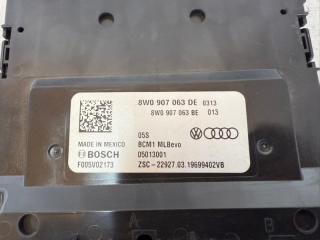 8W0 907 063 DE 0313
8W0 907 063 BE 013
MADE IN MEXICO
BOSCH
F005V02173
05S
BCM1 MLBevo
05013001
ZSC-22927.03.19699402VB
A